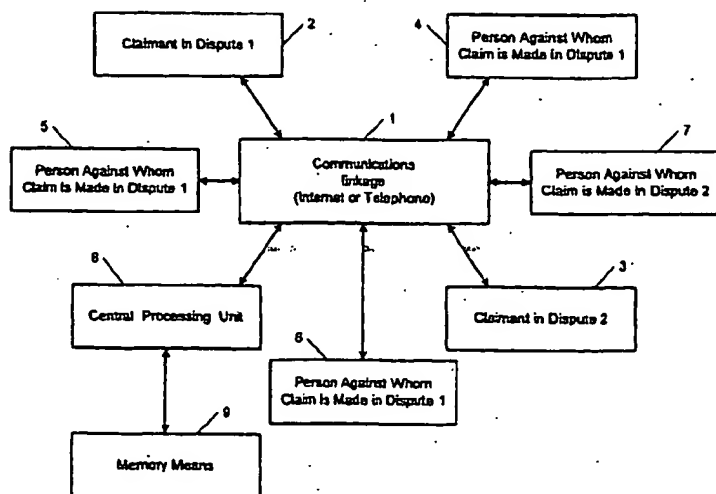 2
Claimant in Dispute 1
4
Person Against Whom
Claim is Made in Dispute 1
5
Person Against Whom
Claim is Made in Dispute 1
1
Communications
linkage
(Internet or Telephone)
7
Person Against Whom
Claim is Made in Dispute 2
8
Central Processing Unit
3
Claimant in Dispute 2
6
Person Against Whom
Claim is Made in Dispute 1
9
Memory Means